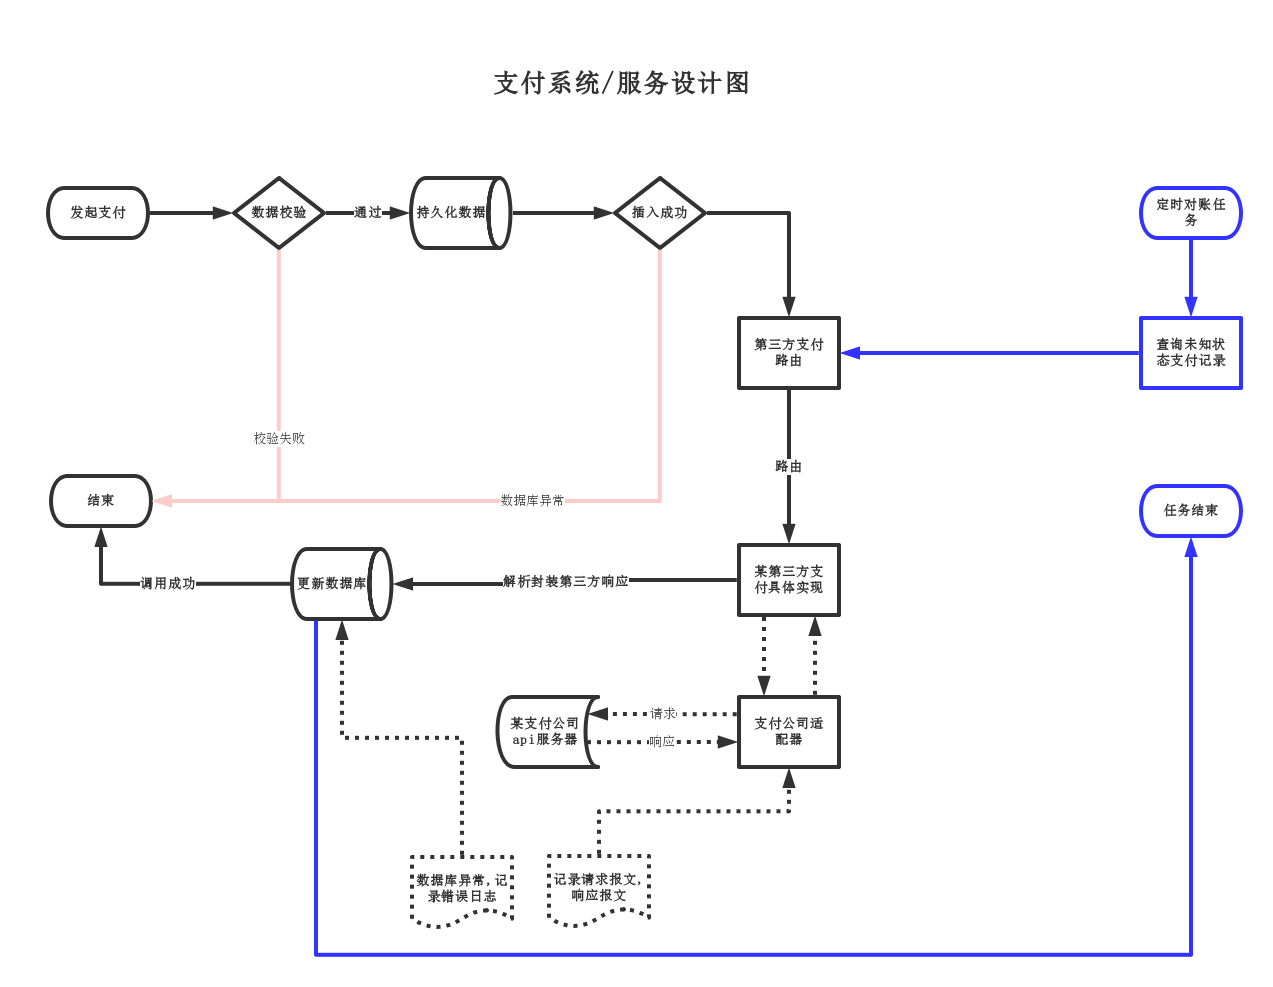 支付系统/服务设计图
发起支付
数据校验
通过
持久化数据
插入成功
定时对账任
务
第三方支付
路由
查询未知状
态支付记录
校验失败
路由
结束
数据库异常
任务结束
调用成功
更新数据库
解析封装第三方响应
某第三方支
付具体实现
某支付公司
api服务器
请求
响应
支付公司适
配器
数据库异常,记
录错误日志
记录请求报文,
响应报文